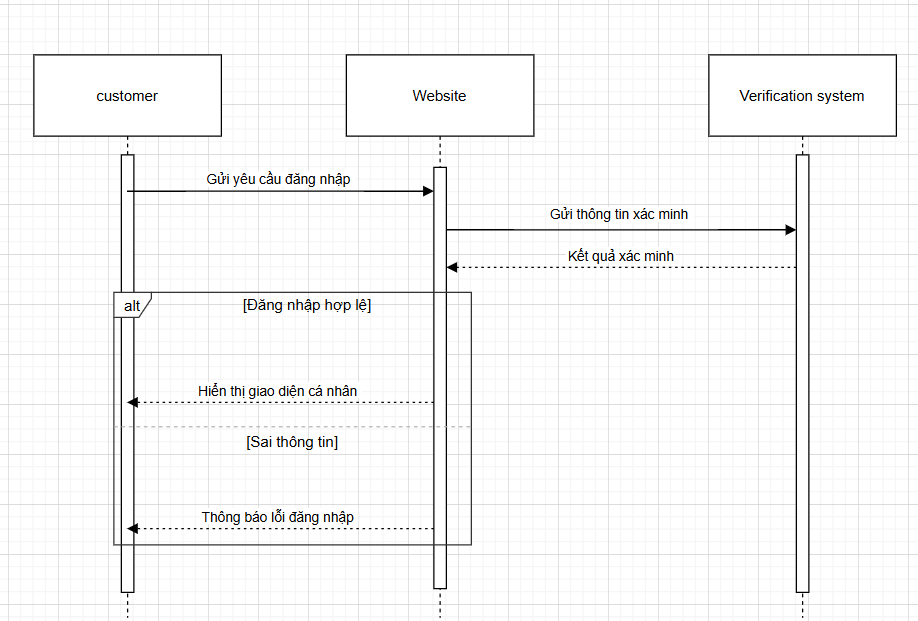 customer
Website
Verification system
Gửi yêu cầu đăng nhập
Gửi thông tin xác minh
Kết quả xác minh
alt
[Đăng nhập hợp lệ]
Hiển thị giao diện cá nhân
[Sai thông tin]
Thông báo lỗi đăng nhập